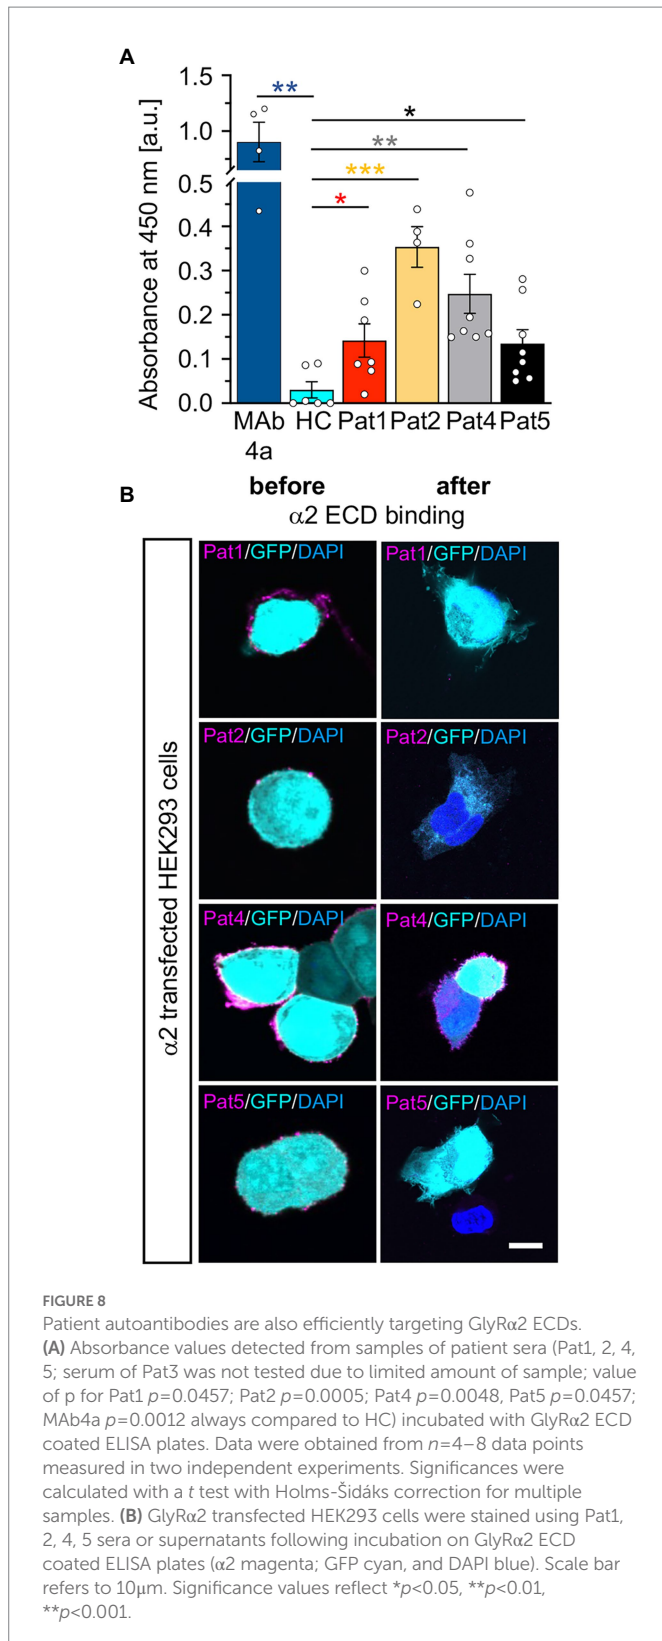 A
Absorbance at 450 nm [a.u.]
1.5
1.0
0.5
0.4
0.3
0.2
0.1
0.0
**
*
**
***
*
MAb 4a
HC
Pat1
Pat2
Pat4
Pat5
B
before after
α2 ECD binding
α2 transfected HEK293 cells
Pat1/GFP/DAPI
Pat1/GFP/DAPI
Pat2/GFP/DAPI
Pat2/GFP/DAPI
Pat4/GFP/DAPI
Pat4/GFP/DAPI
Pat5/GFP/DAPI
Pat5/GFP/DAPI
FIGURE 8
Patient autoantibodies are also efficiently targeting GlyRα2 ECDs.
(A) Absorbance values detected from samples of patient sera (Pat1, 2, 4,
5; serum of Pat3 was not tested due to limited amount of sample; value
of p for Pat1 p=0.0457; Pat2 p=0.0005; Pat4 p=0.0048, Pat5 p=0.0457;
MAb4a p=0.0012 always compared to HC) incubated with GlyRα2 ECD
coated ELISA plates. Data were obtained from n=4–8 data points
measured in two independent experiments. Significances were
calculated with a t test with Holms-Šidáks correction for multiple
samples. (B) GlyRα2 transfected HEK293 cells were stained using Pat1,
2, 4, 5 sera or supernatants following incubation on GlyRα2 ECD
coated ELISA plates (α2 magenta; GFP cyan, and DAPI blue). Scale bar
refers to 10μm. Significance values reflect *p<0.05, **p<0.01,
**p<0.001.